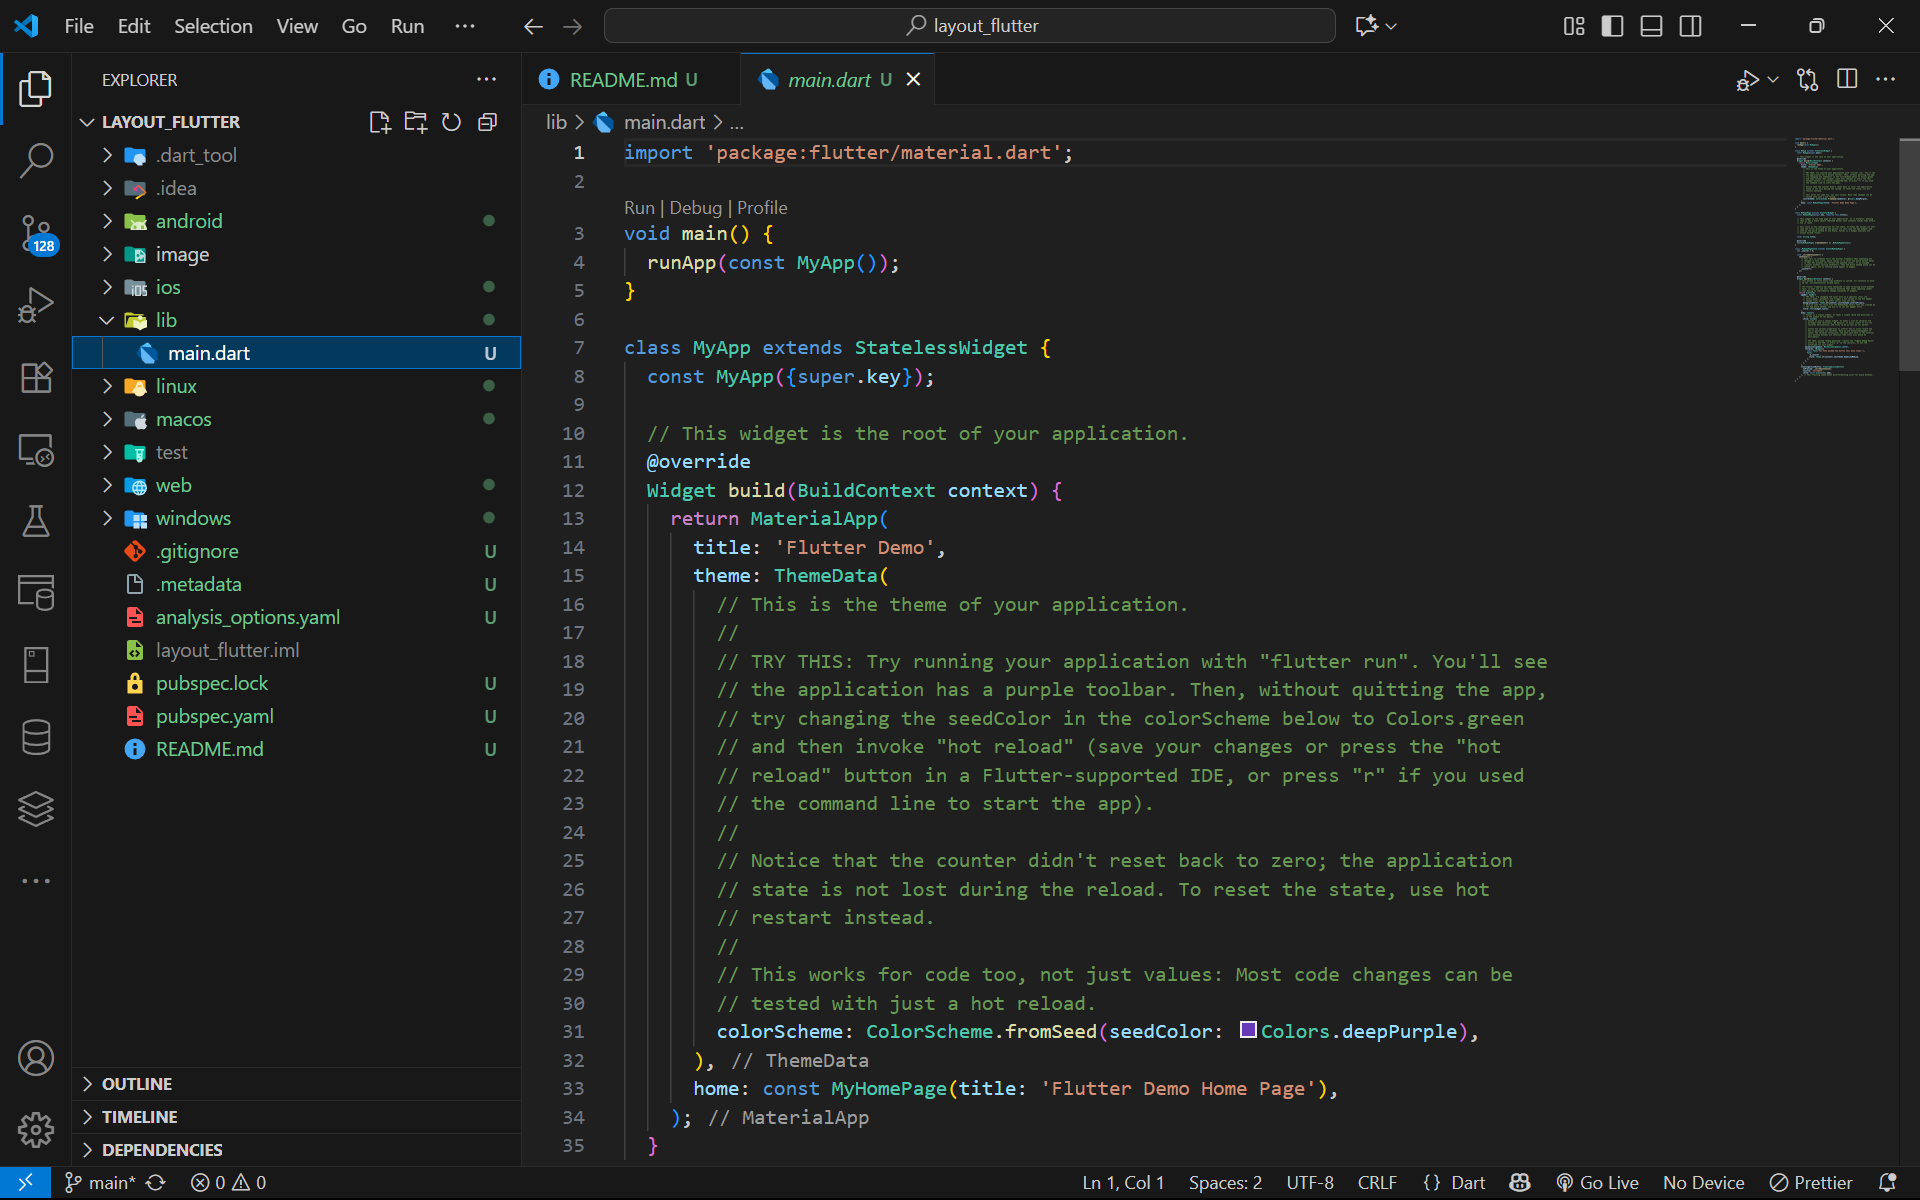 File Edit Selection View Go Run ··· layout_flutter
EXPLORER ···
LAYOUT_FLUTTER
.dart_tool
.idea
android
image
ios
lib
main.dart U
linux
macos
test
web
windows
.gitignore U
.metadata U
analysis_options.yaml U
layout_flutter.iml
pubspec.lock U
pubspec.yaml U
README.md U
OUTLINE
TIMELINE
DEPENDENCIES
128
README.md U main.dart U
lib > main.dart > ...
1 import 'package:flutter/material.dart';
2
Run | Debug | Profile
3 void main() {
4 runApp(const MyApp());
5 }
6
7 class MyApp extends StatelessWidget {
8 const MyApp({super.key});
9
10 // This widget is the root of your application.
11 @override
12 Widget build(BuildContext context) {
13 return MaterialApp(
14 title: 'Flutter Demo',
15 theme: ThemeData(
16 // This is the theme of your application.
17 //
18 // TRY THIS: Try running your application with "flutter run". You'll see
19 // the application has a purple toolbar. Then, without quitting the app,
20 // try changing the seedColor in the colorScheme below to Colors.green
21 // and then invoke "hot reload" (save your changes or press the "hot
22 // reload" button in a Flutter-supported IDE, or press "r" if you used
23 // the command line to start the app).
24 //
25 // Notice that the counter didn't reset back to zero; the application
26 // state is not lost during the reload. To reset the state, use hot
27 // restart instead.
28 //
29 // This works for code too, not just values: Most code changes can be
30 // tested with just a hot reload.
31 colorScheme: ColorScheme.fromSeed(seedColor: Colors.deepPurple),
32 ), // ThemeData
33 home: const MyHomePage(title: 'Flutter Demo Home Page'),
34 ); // MaterialApp
35 }
main* 0 0 Ln 1, Col 1 Spaces: 2 UTF-8 CRLF {} Dart Go Live No Device Prettier